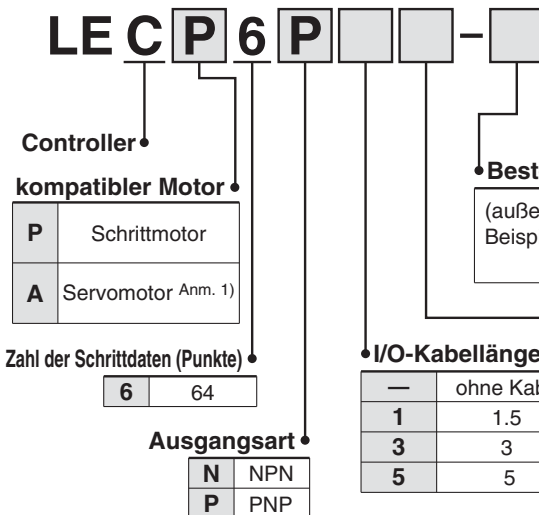 LE C P 6 P –
Controller
kompatibler Motor
P Schrittmotor
A Servomotor Anm. 1)
Zahl der Schrittdaten (Punkte)
6 64
Ausgangsart
N NPN
P PNP
I/O-Kabellänge
— ohne
1 1.5
3 3
5 5